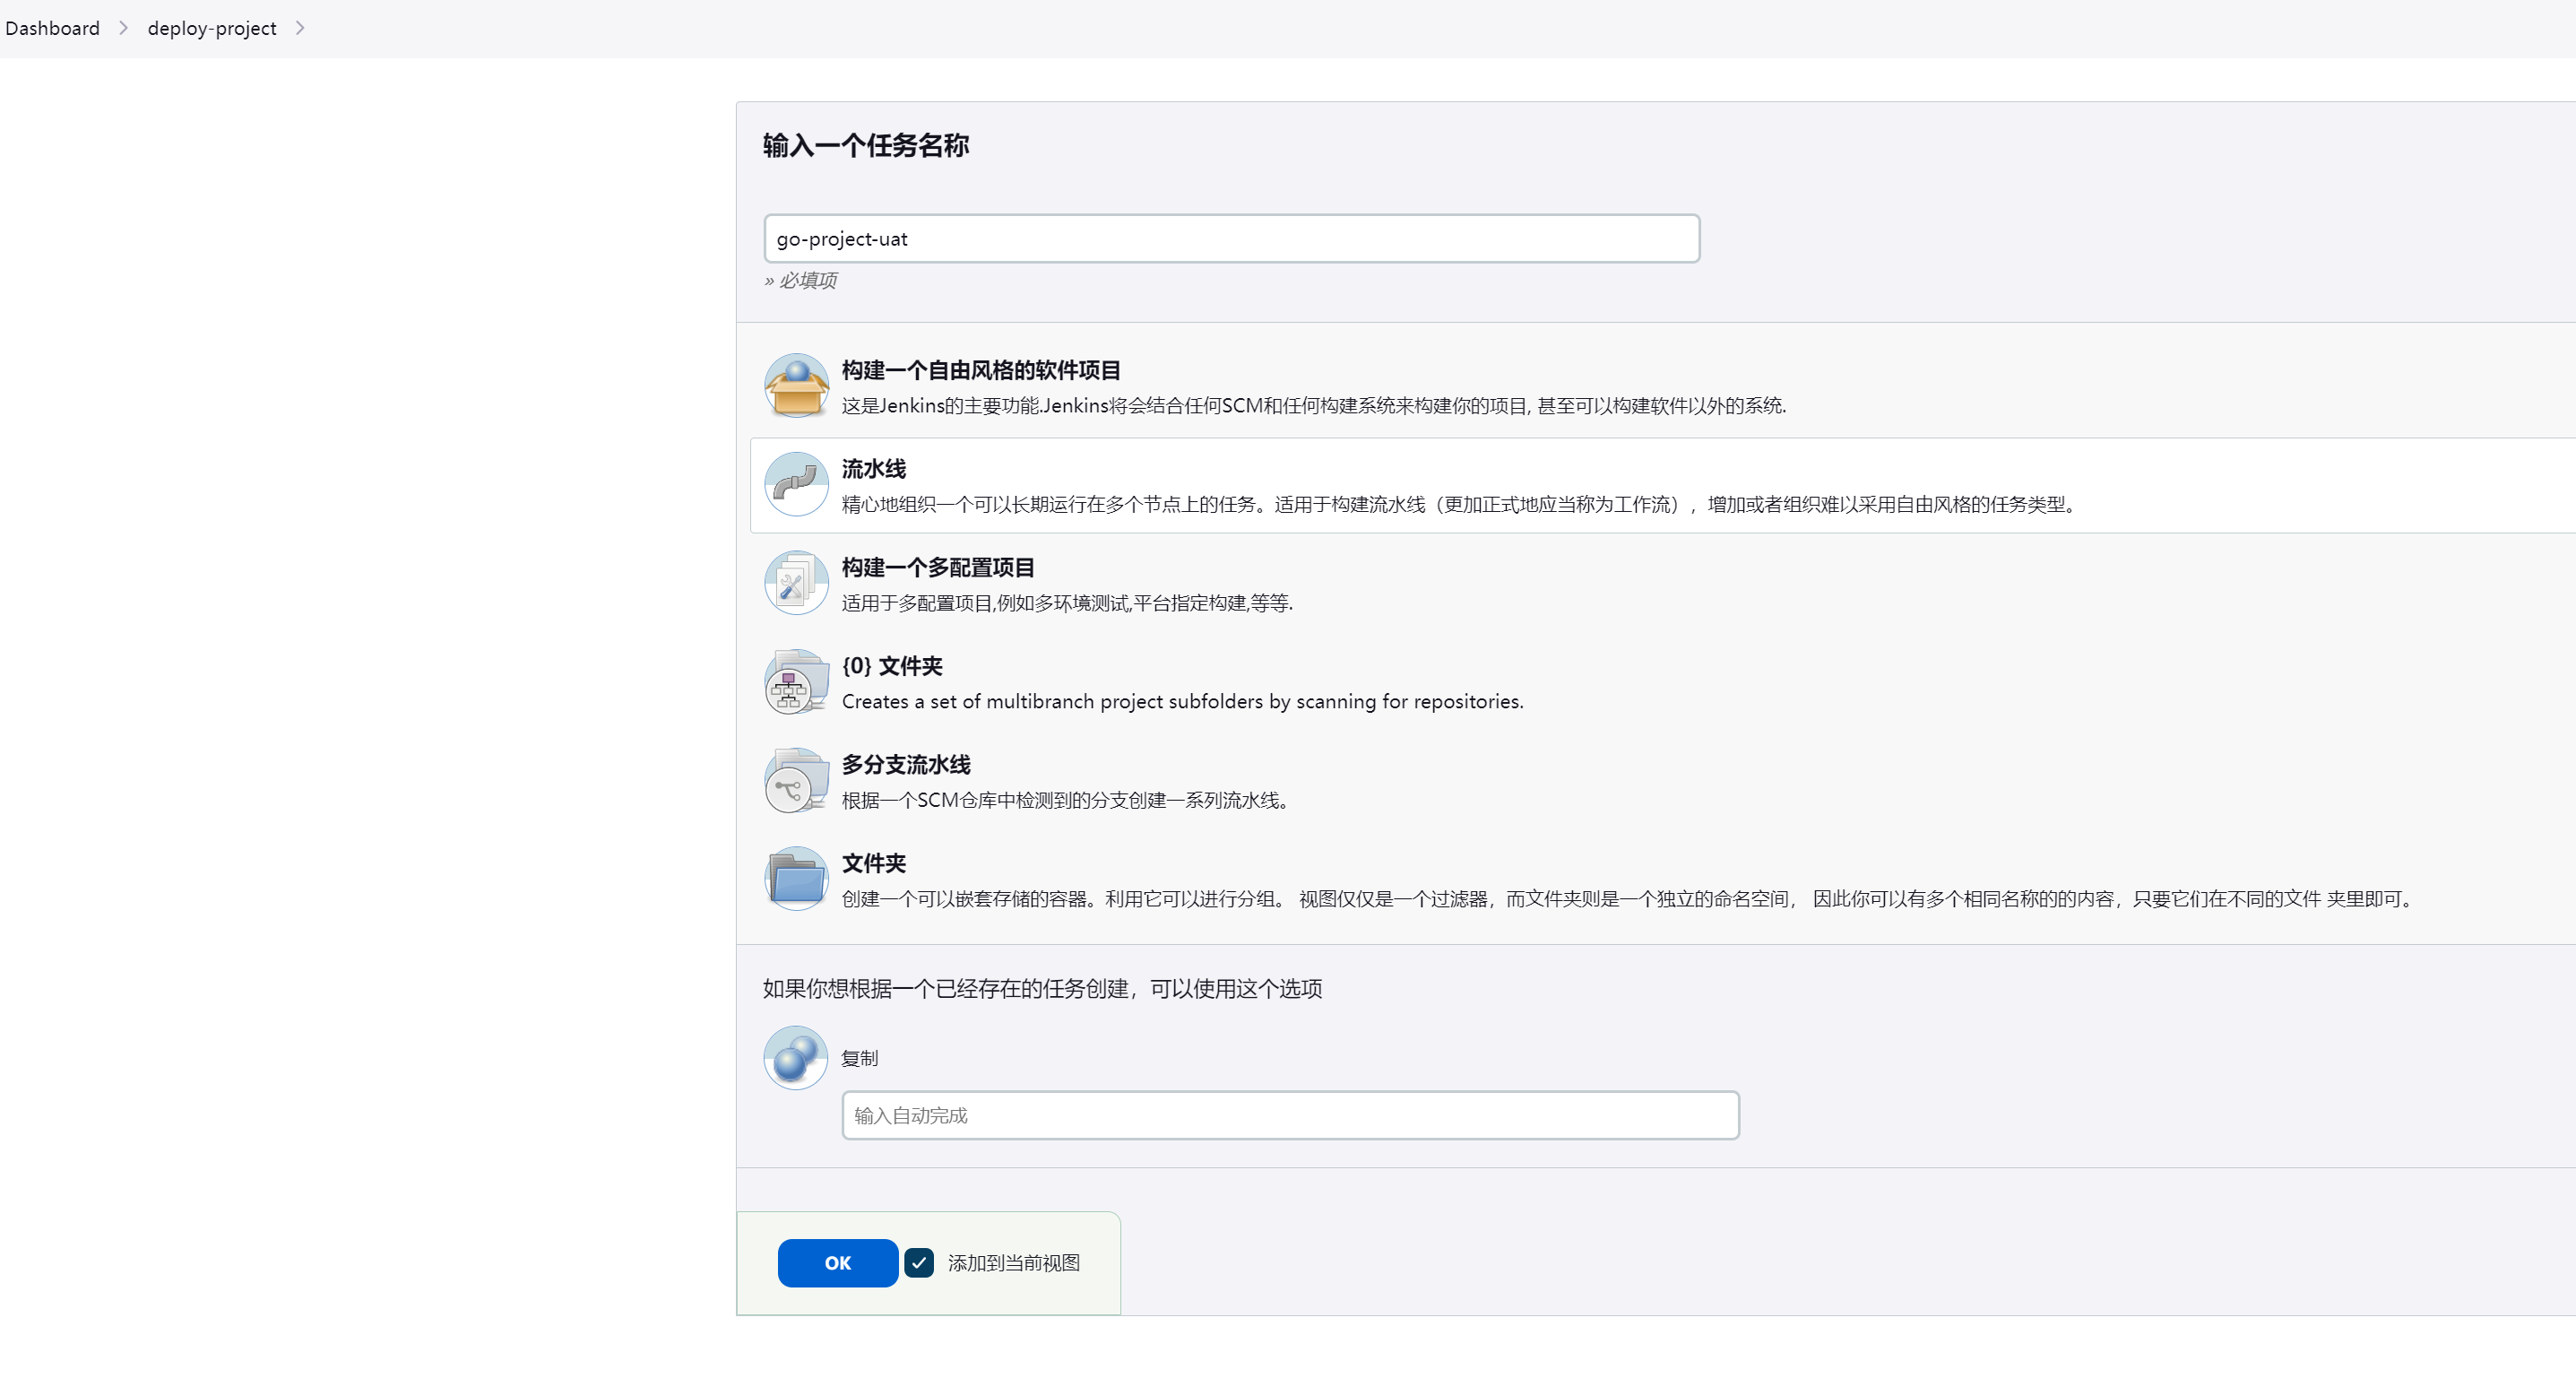 Dashboard
deploy-project
输入一个任务名称
go-project-uat
» 必填项
构建一个自由风格的软件项目
这是Jenkins的主要功能.Jenkins将会结合任何SCM和任何构建系统来构建你的项目, 甚至可以构建软件以外的系统.
流水线
精心地组织一个可以长期运行在多个节点上的任务。适用于构建流水线（更加正式地应当称为工作流），增加或者组织难以采用自由风格的任务类型。
构建一个多配置项目
适用于多配置项目,例如多环境测试,平台指定构建,等等.
{0} 文件夹
Creates a set of multibranch project subfolders by scanning for repositories.
多分支流水线
根据一个SCM仓库中检测到的分支创建一系列流水线。
文件夹
创建一个可以嵌套存储的容器。利用它可以进行分组。 视图仅仅是一个过滤器，而文件夹则是一个独立的命名空间， 因此你可以有多个相同名称的的内容，只要它们在不同的文件 夹里即可。
如果你想根据一个已经存在的任务创建，可以使用这个选项
复制
输入自动完成
OK
添加到当前视图